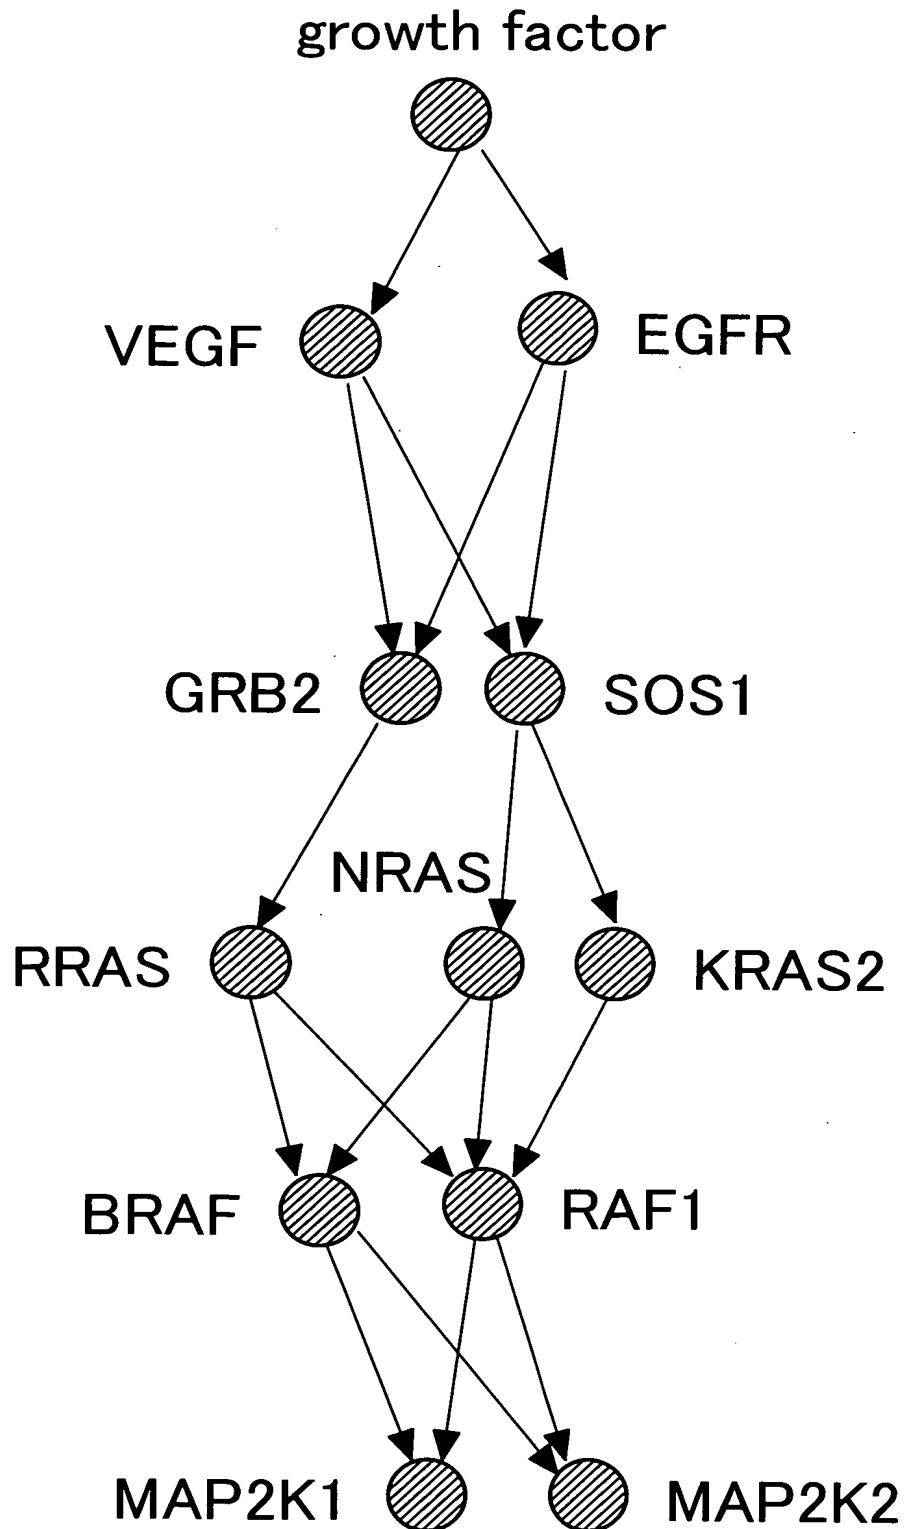 growth factor
VEGF
EGFR
GRB2
SOS1
NRAS
RRAS
KRAS2
BRAF
RAF1
MAP2K1
MAP2K2